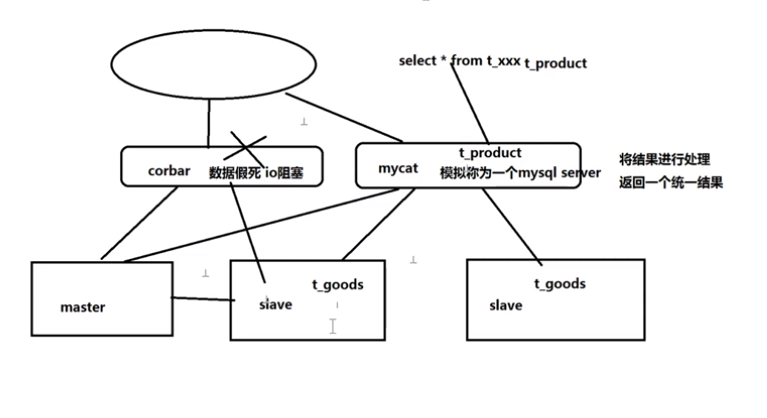 select * from t_xxx t_product
corbar 数据假死 io阻塞
t_product
mycat 模拟称为一个mysql server
将结果进行处理
返回一个统一结果
master
t_goods
slave
t_goods
slave